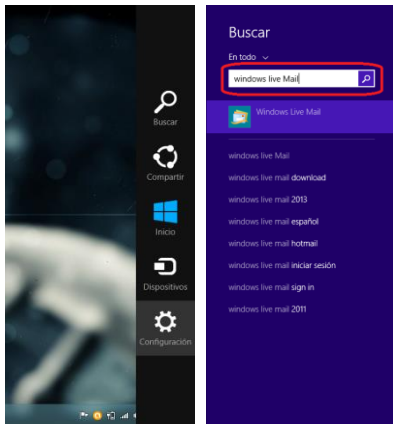 Buscar
Compartir
Inicio
Dispositivos
Configuración
Buscar
En todo
windows live Mail
Windows Live Mail
windows live Mail
windows live mail download
windows live mail 2013
windows live mail español
windows live mail hotmail
windows live mail iniciar sesión
windows live mail sign in
windows live mail 2011